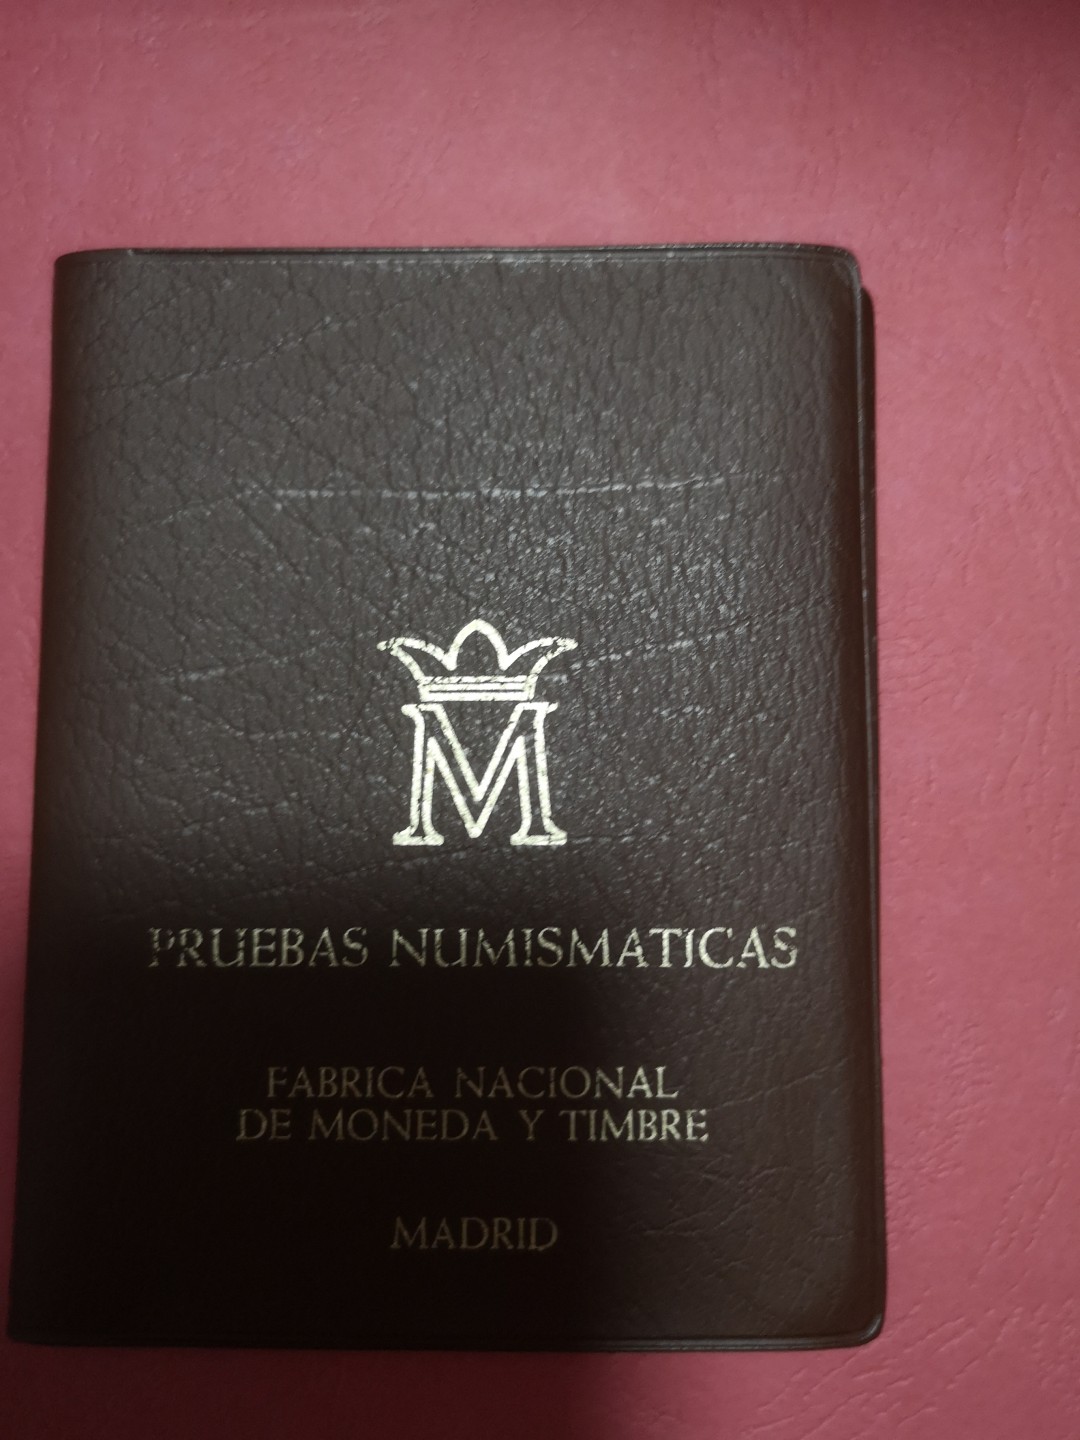 M
PRUEBAS NUMISMATICAS
FABRICA NACIONAL
DE MONEDA Y TIMBRE
MADRID